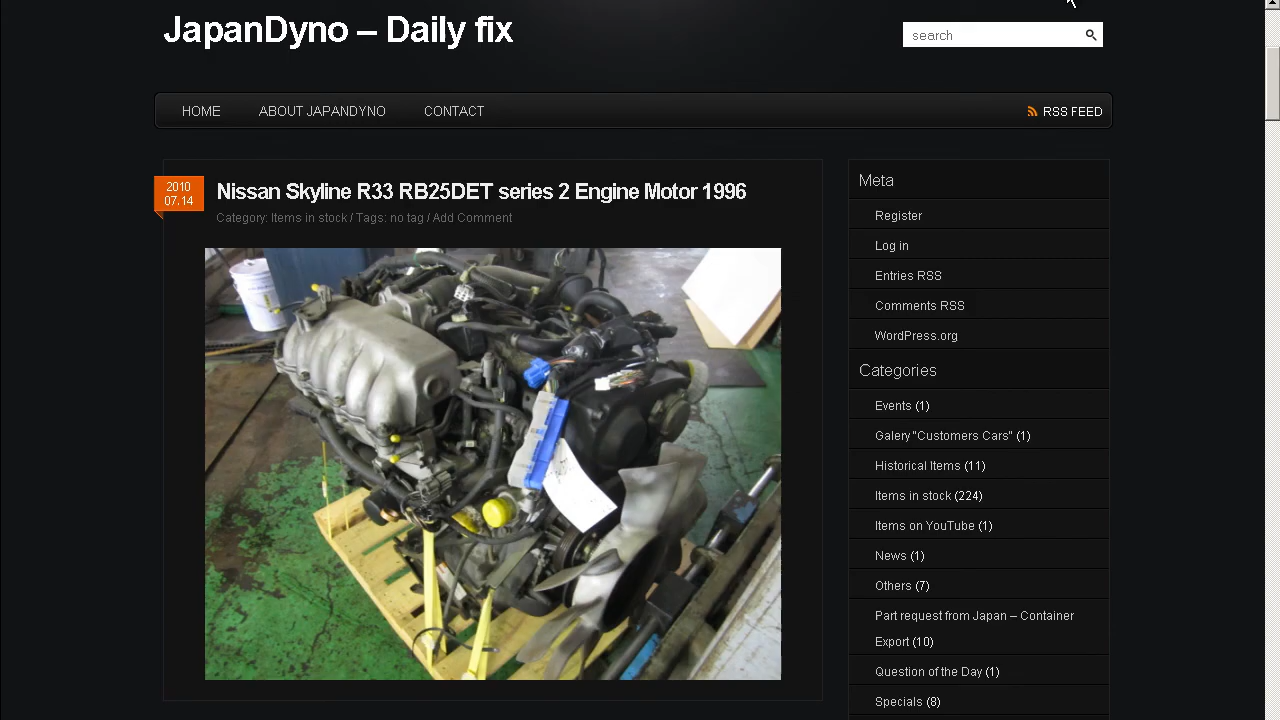 JapanDyno – Daily fix
search
HOME
ABOUT JAPANDYNO
CONTACT
RSS FEED
2010
07.14
Nissan Skyline R33 RB25DET series 2 Engine Motor 1996
Category: Items in stock / Tags: no tag / Add Comment
Meta
Register
Log in
Entries RSS
Comments RSS
WordPress.org
Categories
Events (1)
Galery "Customers Cars" (1)
Historical Items (11)
Items in stock (224)
Items on YouTube (1)
News (1)
Others (7)
Part request from Japan – Container
Export (10)
Question of the Day (1)
Specials (8)